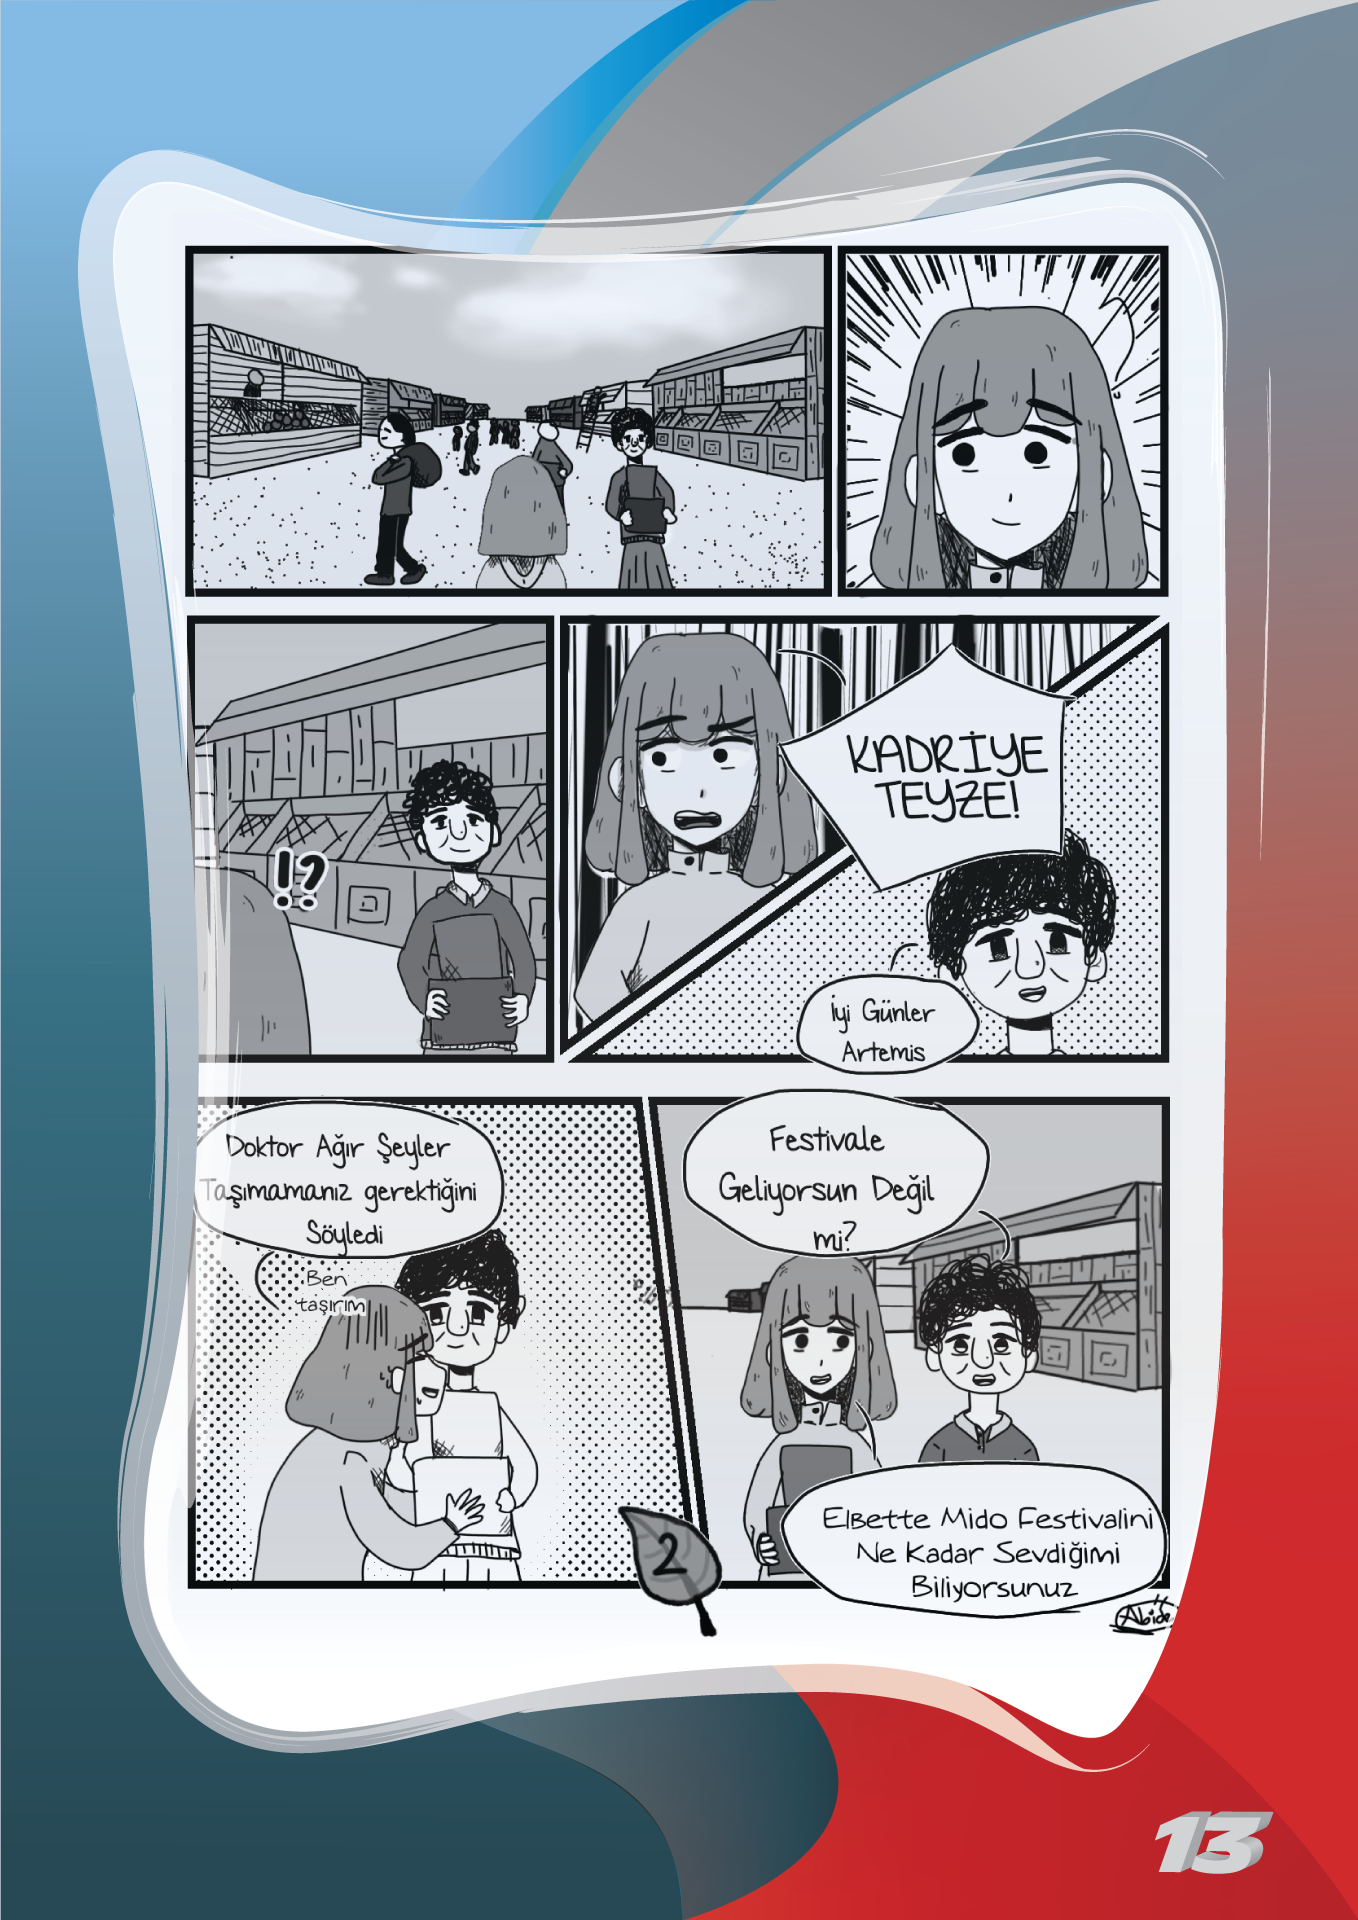 !?
KADRİYE
TEYZE!
İyi Günler
Artemis
Doktor Ağır Şeyler
Taşımamanız gerektiğini
Söyledi
Ben
taşırım
Festivale
Geliyorsun Değil
mi?
Elbette Mido Festivalini
Ne Kadar Sevdiğimi
Biliyorsunuz
2
13